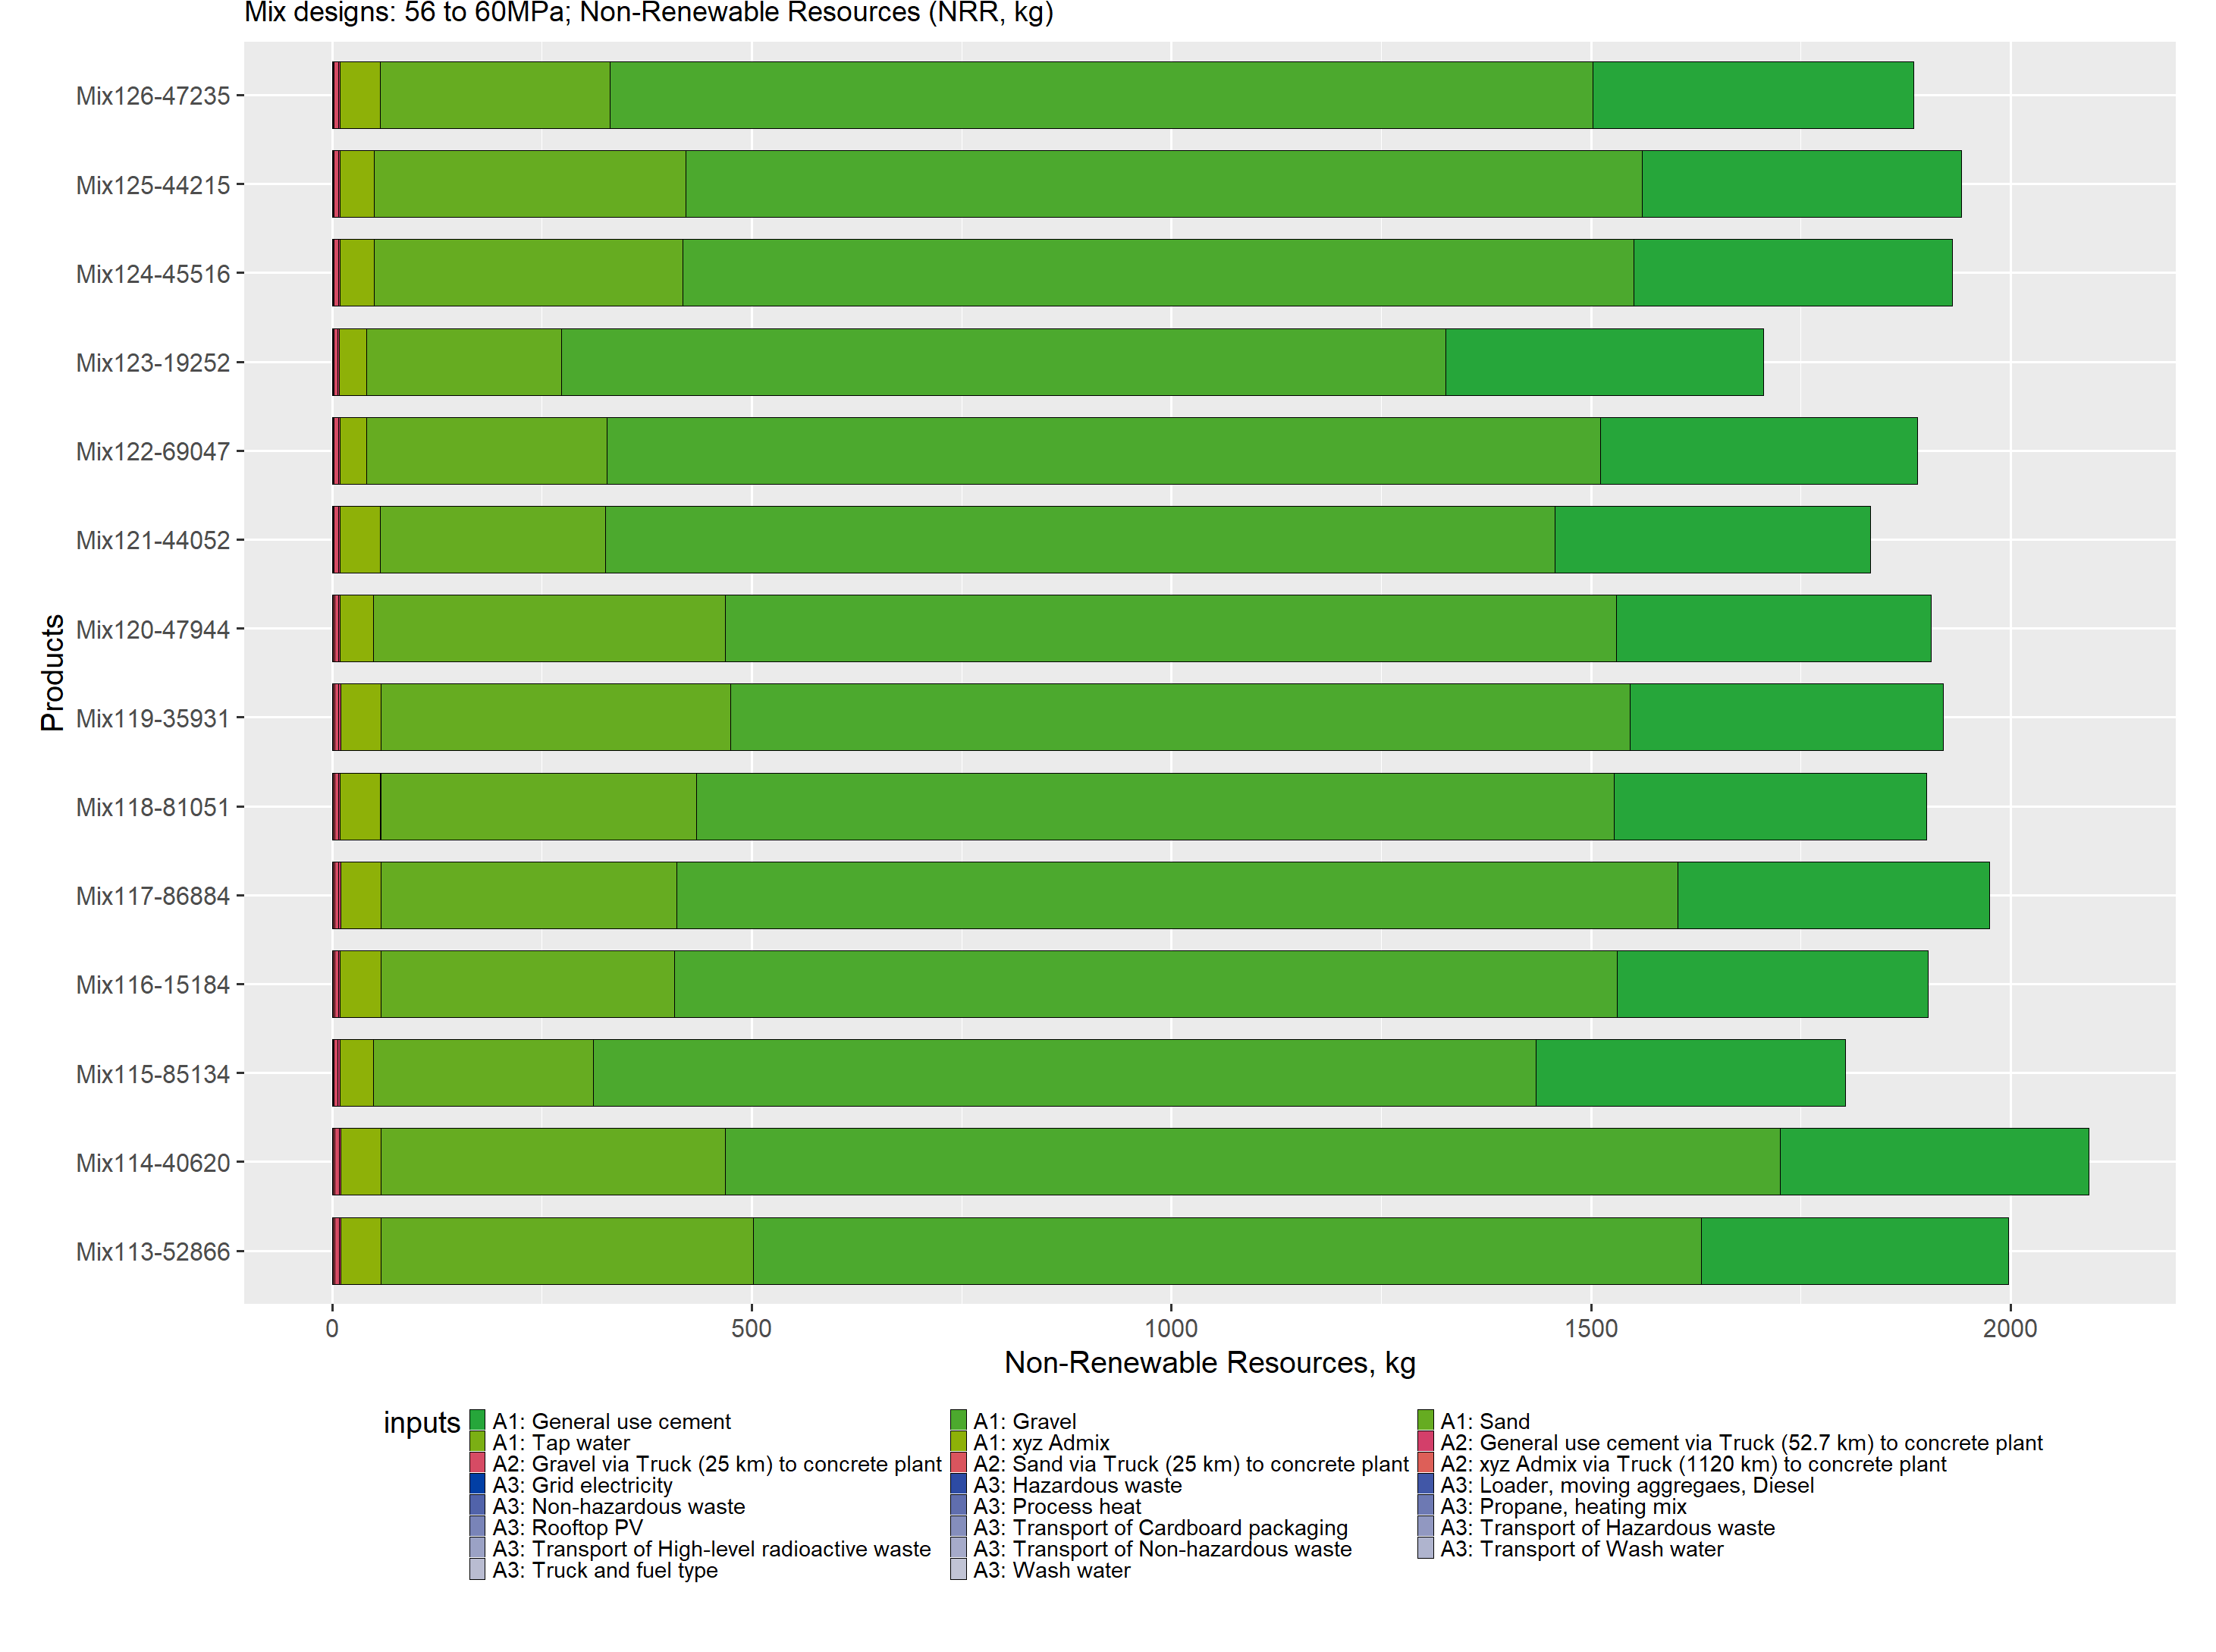 Mix designs: 56 to 60MPa; Non-Renewable Resources (NRR, kg)
Products
Mix126-47235
Mix125-44215
Mix124-45516
Mix123-19252
Mix122-69047
Mix121-44052
Mix120-47944
Mix119-35931
Mix118-81051
Mix117-86884
Mix116-15184
Mix115-85134
Mix114-40620
Mix113-52866
0 500 1000 1500 2000
Non-Renewable Resources, kg
inputs
A1: General use cement A1: Gravel A1: Sand
A1: Tap water A1: xyz Admix A2: General use cement via Truck (52.7 km) to concrete plant
A2: Gravel via Truck (25 km) to concrete plant A2: Sand via Truck (25 km) to concrete plant A2: xyz Admix via Truck (1120 km) to concrete plant
A3: Grid electricity A3: Hazardous waste A3: Loader, moving aggregaes, Diesel
A3: Non-hazardous waste A3: Process heat A3: Propane, heating mix
A3: Rooftop PV A3: Transport of Cardboard packaging A3: Transport of Hazardous waste
A3: Transport of High-level radioactive waste A3: Transport of Non-hazardous waste A3: Transport of Wash water
A3: Truck and fuel type A3: Wash water